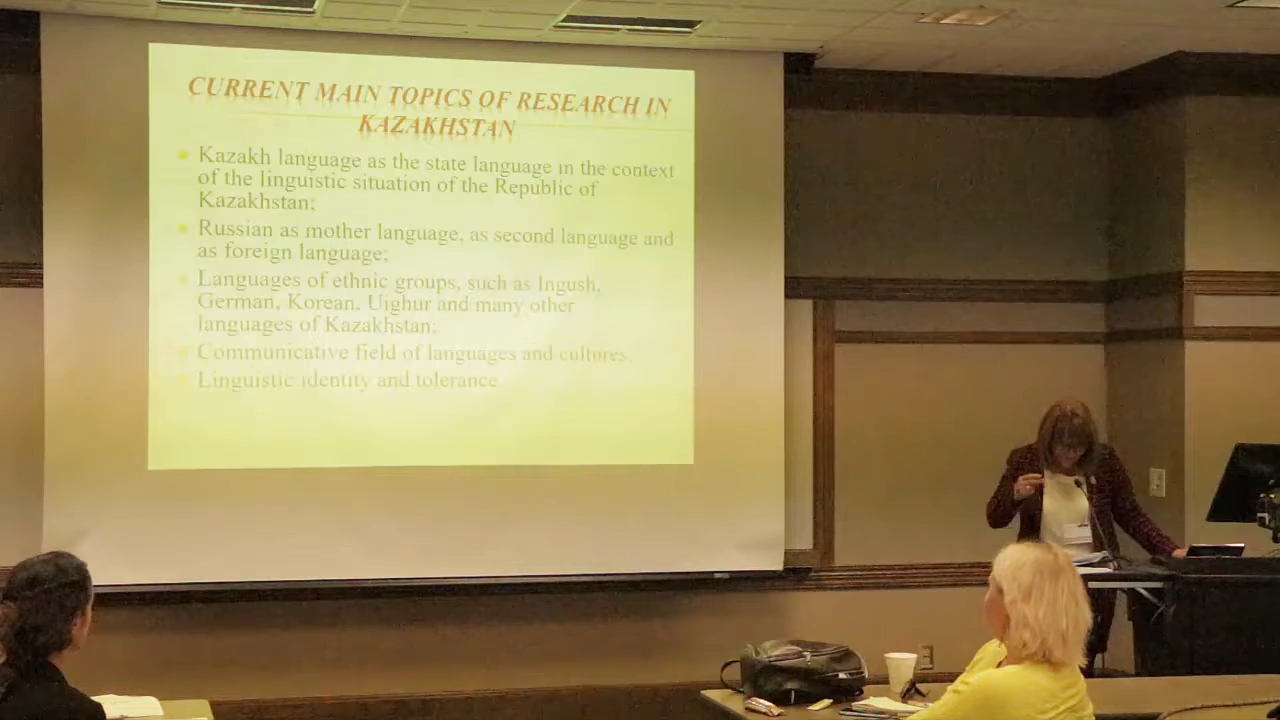 CURRENT MAIN TOPICS OF RESEARCH IN
KAZAKHSTAN
Kazakh language as the state language in the context
of the linguistic situation of the Republic of
Kazakhstan;
Russian as mother language, as second language and
as foreign language;
Languages of ethnic groups, such as Ingush,
German, Korean, Uighur and many other
languages of Kazakhstan;
Communicative field of languages and cultures;
Linguistic identity and tolerance